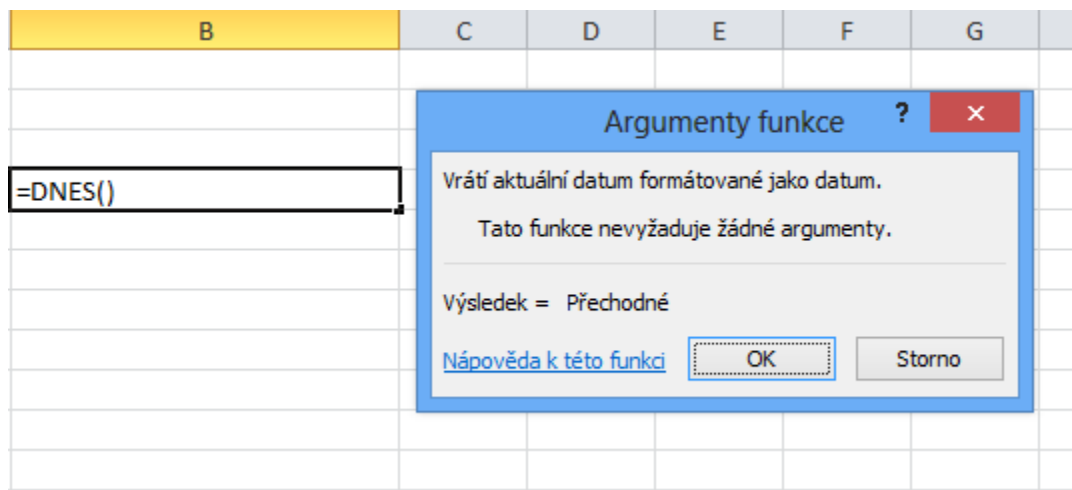 B C D E F G
Argumenty funkce ? ×
=DNES()
Vrátí aktuální datum formátované jako datum.
Tato funkce nevyžaduje žádné argumenty.
Výsledek = Přechodné
Nápověda k této funkci OK Storno